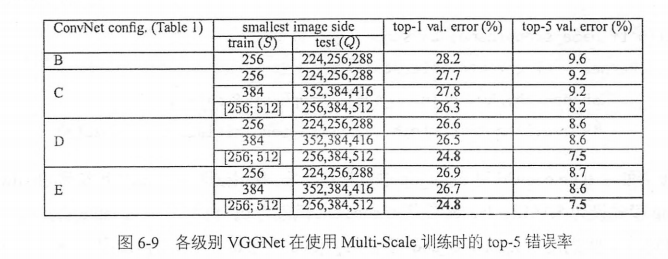 ConvNet config. (Table 1) smallest image side top-1 val. error (%) top-5 val. error (%)
train (S) test (Q)
B 256 224,256,288 28.2 9.6
C 256 224,256,288 27.7 9.2
384 352,384,416 27.8 9.2
[256; 512] 256,384,512 26.3 8.2
D 256 224,256,288 26.6 8.6
384 352,384,416 26.5 8.6
[256; 512] 256,384,512 24.8 7.5
E 256 224,256,288 26.9 8.7
384 352,384,416 26.7 8.6
[256; 512] 256,384,512 24.8 7.5
图 6-9 各级别 VGGNet 在使用 Multi-Scale 训练时的 top-5 错误率